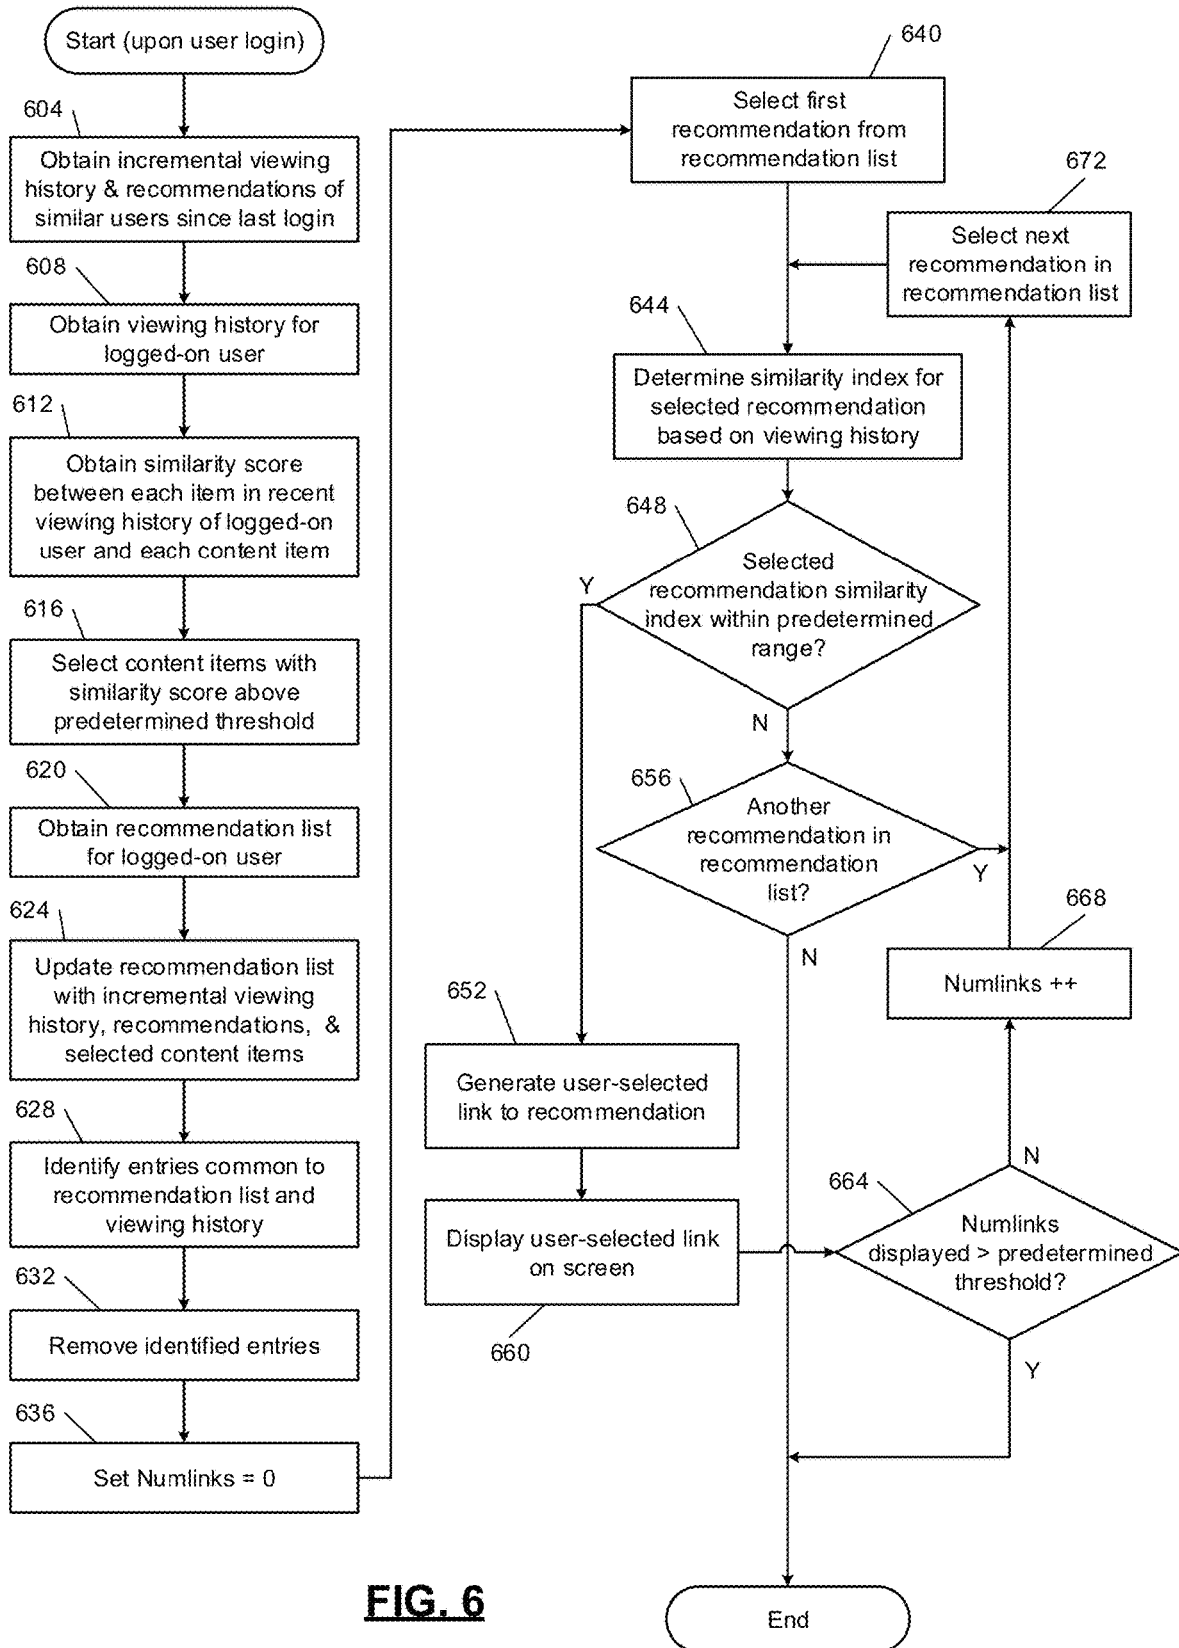 Start (upon user login)
604
Obtain incremental viewing
history & recommendations of
similar users since last login
608
Obtain viewing history for
logged-on user
612
Obtain similarity score
between each item in recent
viewing history of logged-on
user and each content item
616
Select content items with
similarity score above
predetermined threshold
620
Obtain recommendation list
for logged-on user
624
Update recommendation list
with incremental viewing
history, recommendations, &
selected content items
628
Identify entries common to
recommendation list and
viewing history
632
Remove identified entries
636
Set Numlinks = 0
640
Select first
recommendation from
recommendation list
672
Select next
recommendation in
recommendation list
644
Determine similarity index for
selected recommendation
based on viewing history
648
Selected
recommendation similarity
index within predetermined
range?
Y
N
656
Another
recommendation in
recommendation
list?
Y
N
668
Numlinks ++
652
Generate user-selected
link to recommendation
Display user-selected link
on screen
660
664
N
Numlinks
displayed > predetermined
threshold?
Y
End
FIG. 6